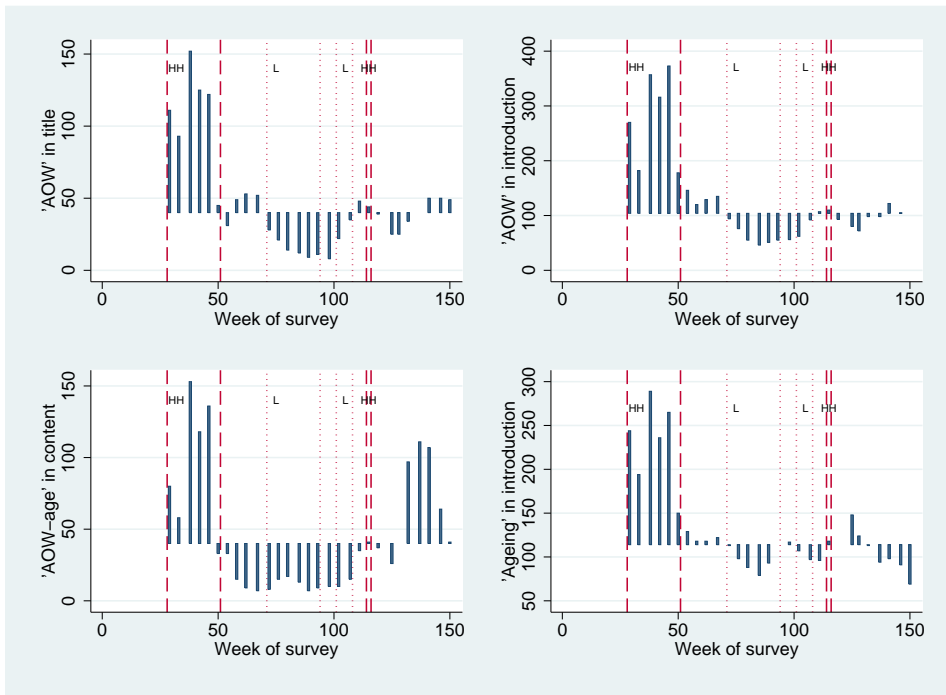 'AOW' in title
150
100
50
0
HH L L HH
0 50 100 150
Week of survey
'AOW' in introduction
400
300
200
100
0
HH L L HH
0 50 100 150
Week of survey
'AOW−age' in content
150
100
50
0
HH L L HH
0 50 100 150
Week of survey
'Ageing' in introduction
300
250
200
150
100
50
HH L L HH
0 50 100 150
Week of survey